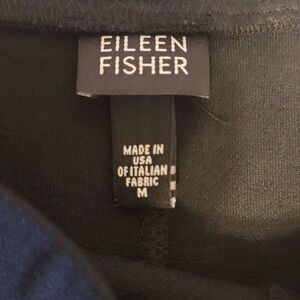 EILEEN
FISHER
MADE IN
USA
OF ITALIAN
FABRIC
M